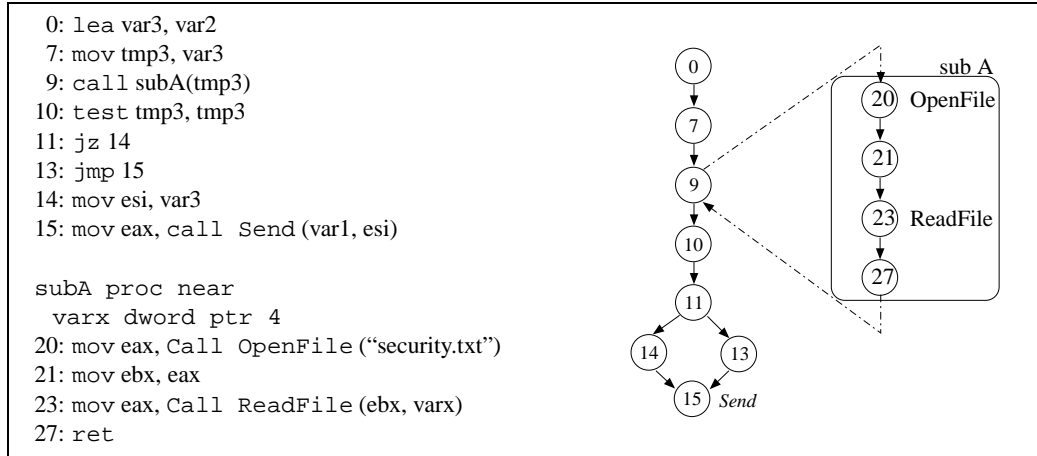 0: lea var3, var2
7: mov tmp3, var3
9: call subA(tmp3)
10: test tmp3, tmp3
11: jz 14
13: jmp 15
14: mov esi, var3
15: mov eax, call Send (var1, esi)
subA proc near
varx dword ptr 4
20: mov eax, Call OpenFile (“security.txt”)
21: mov ebx, eax
23: mov eax, Call ReadFile (ebx, varx)
27: ret
0
7
9
10
11
14
13
15 Send
sub A
20 OpenFile
21
23 ReadFile
27